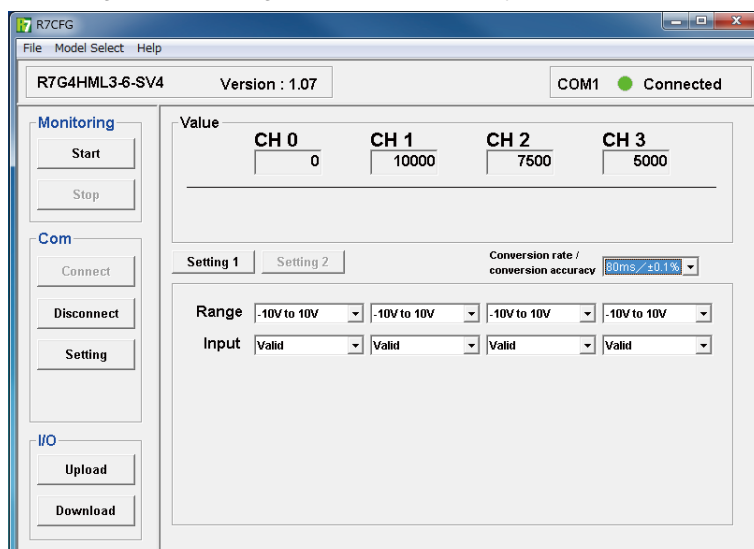 R7CFG
File Model Select Help
R7G4HML3-6-SV4 Version : 1.07 COM1 Connected
Monitoring
Start
Stop
Com
Connect
Disconnect
Setting
I/O
Upload
Download
Value
CH 0 CH 1 CH 2 CH 3
0 10000 7500 5000
Setting 1 Setting 2 Conversion rate /
conversion accuracy 80ms／±0.1%
Range -10V to 10V -10V to 10V -10V to 10V -10V to 10V
Input Valid Valid Valid Valid